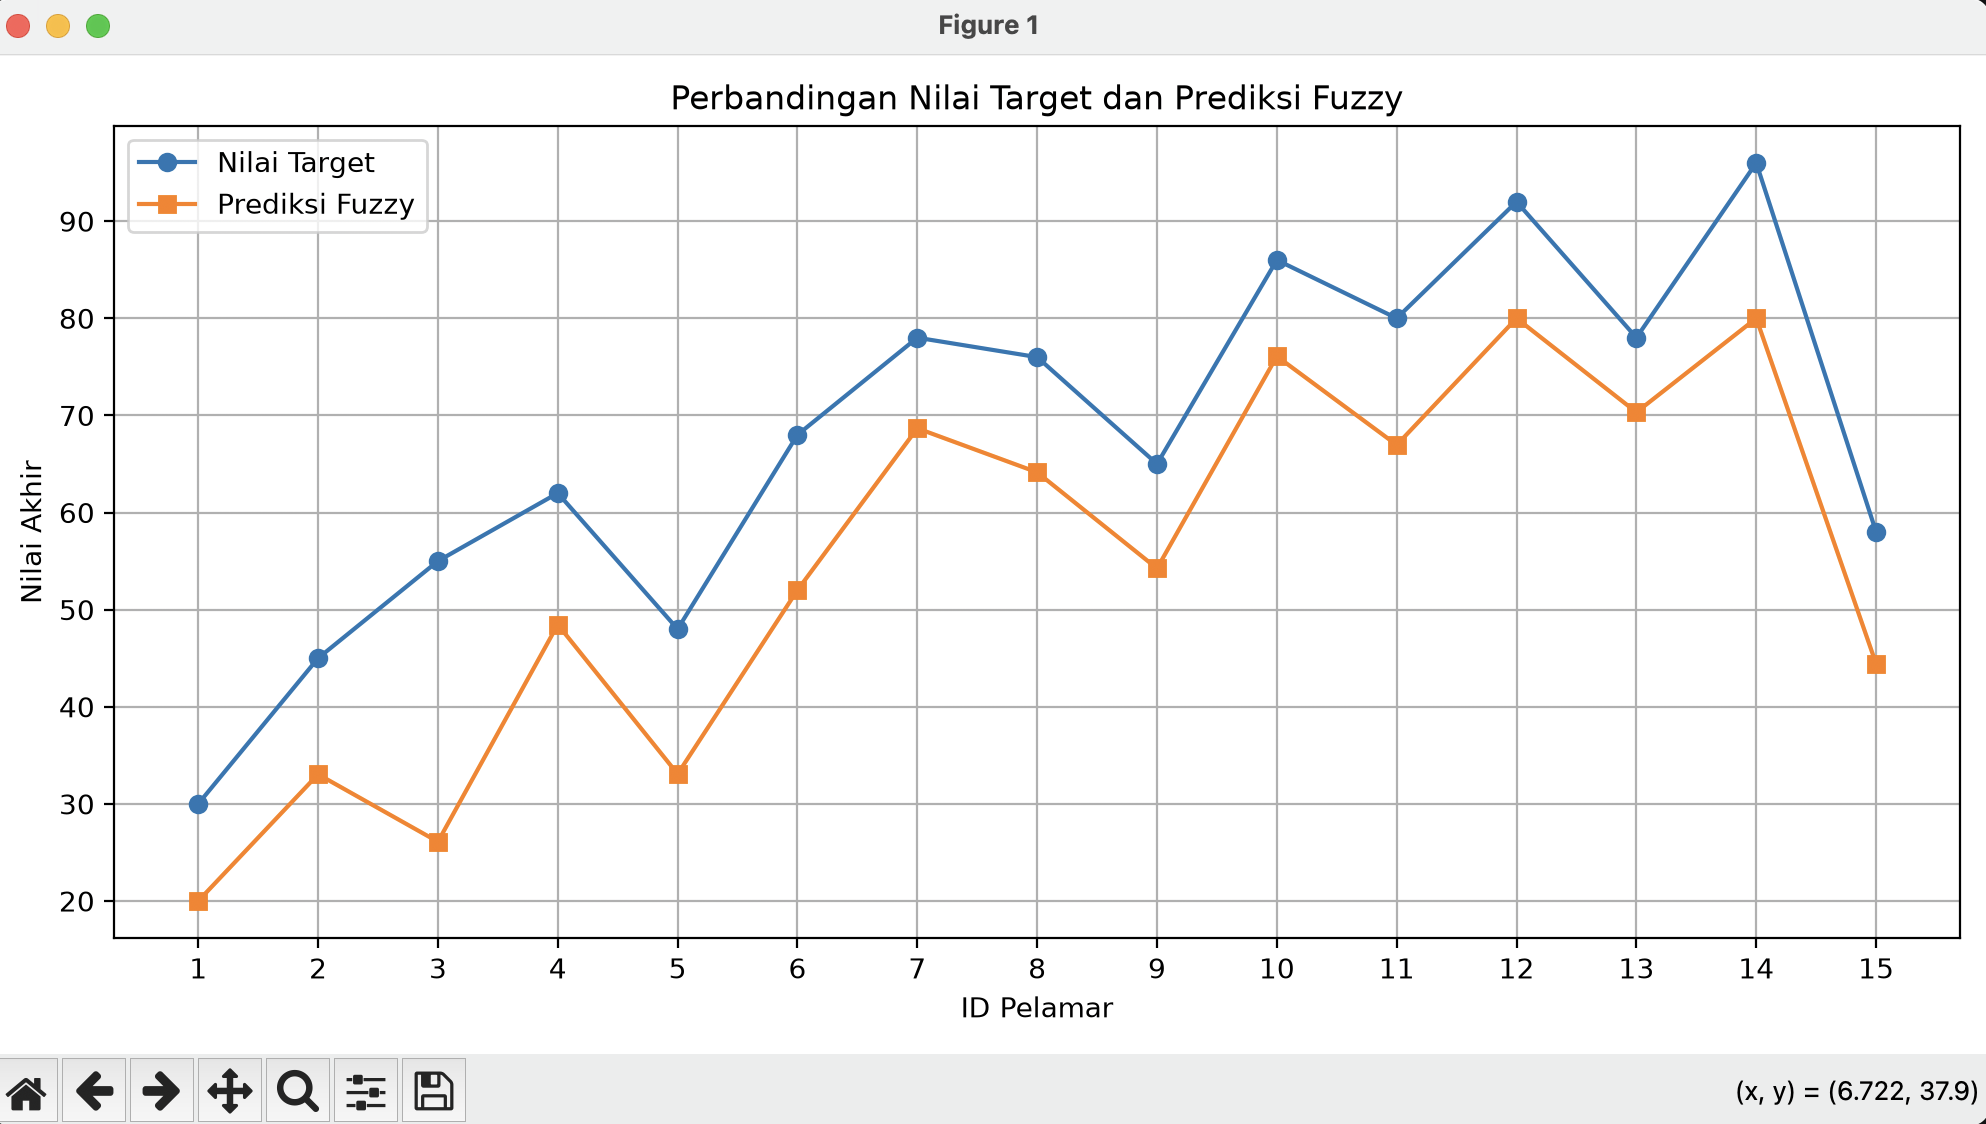 Figure 1
Perbandingan Nilai Target dan Prediksi Fuzzy
Nilai Target
Prediksi Fuzzy
Nilai Akhir
90
80
70
60
50
40
30
20
1 2 3 4 5 6 7 8 9 10 11 12 13 14 15
ID Pelamar
(x, y) = (6.722, 37.9)